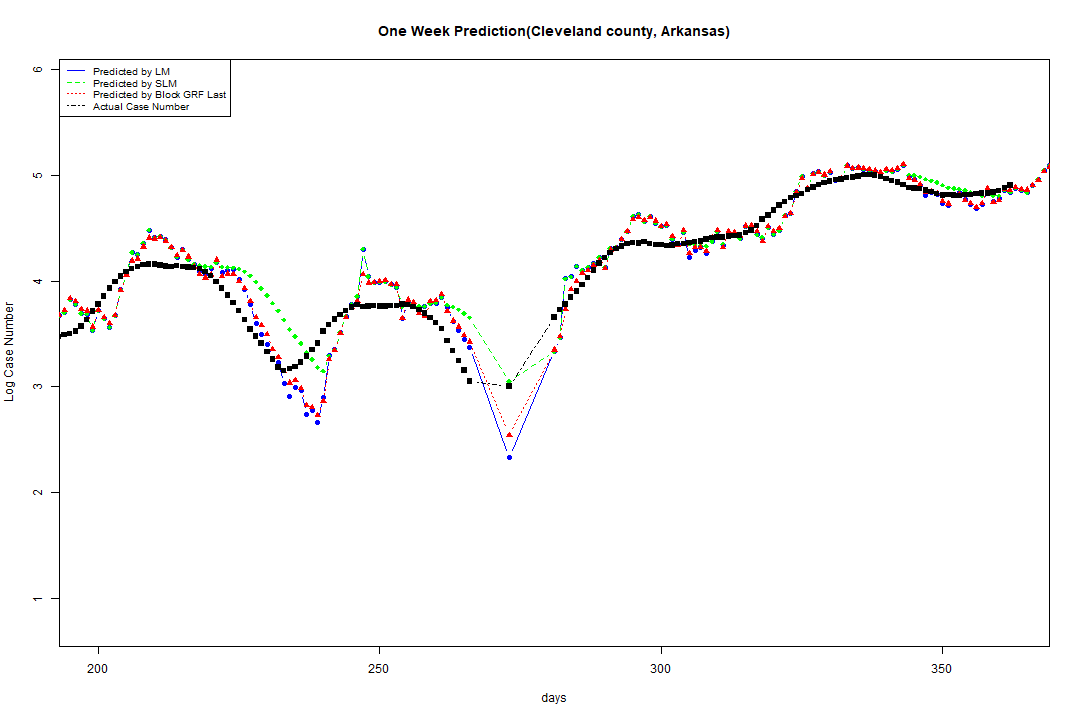 One Week Prediction(Cleveland county, Arkansas)
Predicted by LM
Predicted by SLM
Predicted by Block GRF Last
Actual Case Number
6
5
4
3
2
1
Log Case Number
200
250
300
350
days